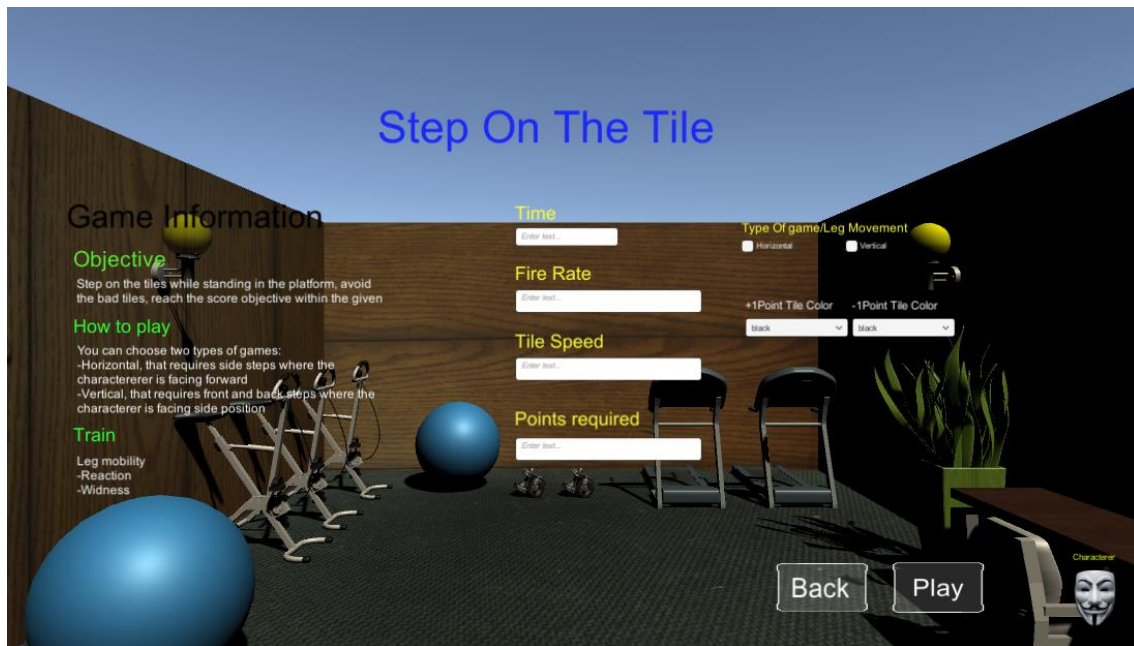 Step On The Tile
Game Information
Objective
Step on the tiles while standing in the platform, avoid
the bad tiles, reach the score objective within the given
How to play
You can choose two types of games:
-Horizontal, that requires side steps where the
charactererer is facing forward
-Vertical, that requires front and back steps where the
characterer is facing side position
Train
Leg mobility
-Reaction
-Widness
Time
Enter text...
Fire Rate
Enter text...
Tile Speed
Enter text...
Points required
Enter text...
Type Of game/Leg Movement
Horizontal Vertical
+1Point Tile Color -1Point Tile Color
black black
Back Play
Characterer